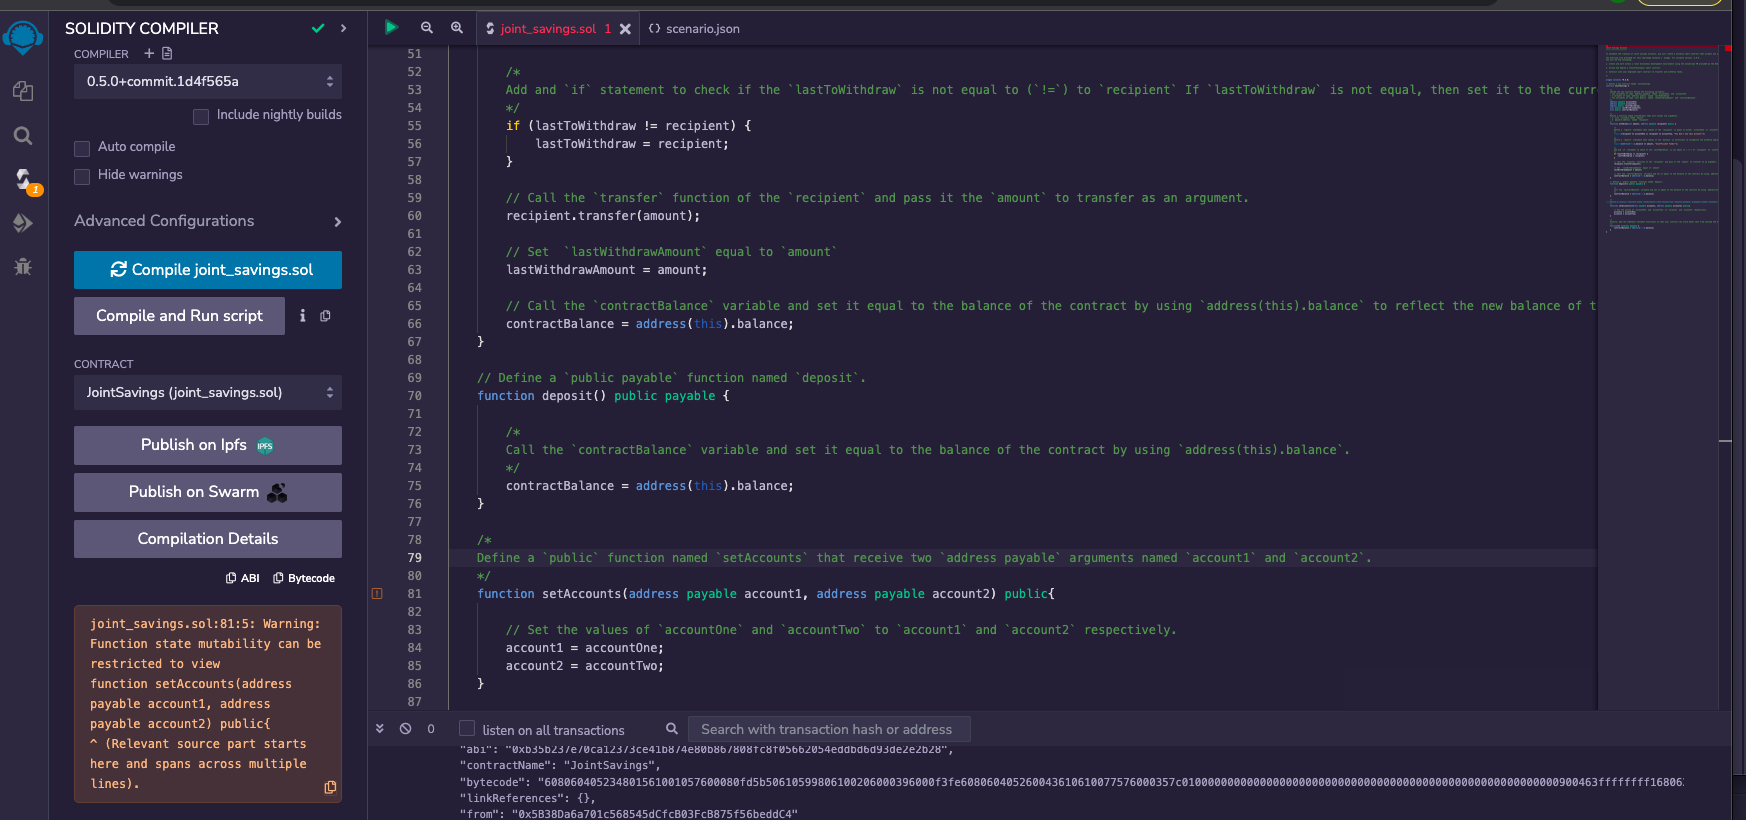 SOLIDITY COMPILER
COMPILER
0.5.0+commit.1d4f565a
Include nightly builds
Auto compile
Hide warnings
Advanced Configurations
Compile joint_savings.sol
Compile and Run script
CONTRACT
JointSavings (joint_savings.sol)
Publish on Ipfs
IPFS
Publish on Swarm
Compilation Details
ABI
Bytecode
joint_savings.sol:81:5: Warning:
Function state mutability can be
restricted to view
function setAccounts(address
payable account1, address
payable account2) public{
^ (Relevant source part starts
here and spans across multiple
lines).
1
joint_savings.sol 1
scenario.json
51
52 /*
53 Add and `if` statement to check if the `lastToWithdraw` is not equal to (`!=`) to `recipient` If `lastToWithdraw` is not equal, then set it to the curr
54 */
55 if (lastToWithdraw != recipient) {
56 lastToWithdraw = recipient;
57 }
58
59 // Call the `transfer` function of the `recipient` and pass it the `amount` to transfer as an argument.
60 recipient.transfer(amount);
61
62 // Set  `lastWithdrawAmount` equal to `amount`
63 lastWithdrawAmount = amount;
64
65 // Call the `contractBalance` variable and set it equal to the balance of the contract by using `address(this).balance` to reflect the new balance of t
66 contractBalance = address(this).balance;
67 }
68
69 // Define a `public payable` function named `deposit`.
70 function deposit() public payable {
71
72 /*
73 Call the `contractBalance` variable and set it equal to the balance of the contract by using `address(this).balance`.
74 */
75 contractBalance = address(this).balance;
76 }
77
78 /*
79 Define a `public` function named `setAccounts` that receive two `address payable` arguments named `account1` and `account2`.
80 */
81 function setAccounts(address payable account1, address payable account2) public{
82
83 // Set the values of `accountOne` and `accountTwo` to `account1` and `account2` respectively.
84 account1 = accountOne;
85 account2 = accountTwo;
86 }
87
0
listen on all transactions
Search with transaction hash or address
"abi": "0xb35b237e70ca12373ce41b874e80b867808fc8f05662054eddbd6d93de2e2b28",
"contractName": "JointSavings",
"bytecode":
"linkReferences": {},
"from": "0x5B38Da6a701c568545dCfcB03FcB875f56beddC4"